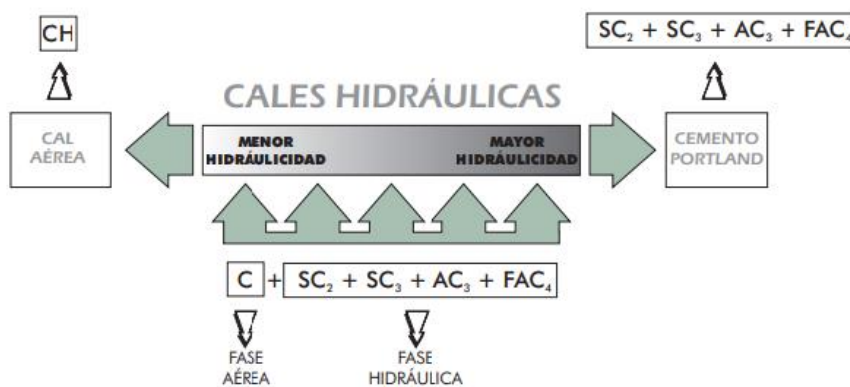 CH
SC₂ + SC₃ + AC₃ + FAC₄
CALES HIDRÁULICAS
CAL
AÉREA
MENOR
HIDRÁULICIDAD
MAYOR
HIDRÁULICIDAD
CEMENTO
PORTLAND
C + SC₂ + SC₃ + AC₃ + FAC₄
FASE
AÉREA
FASE
HIDRÁULICA